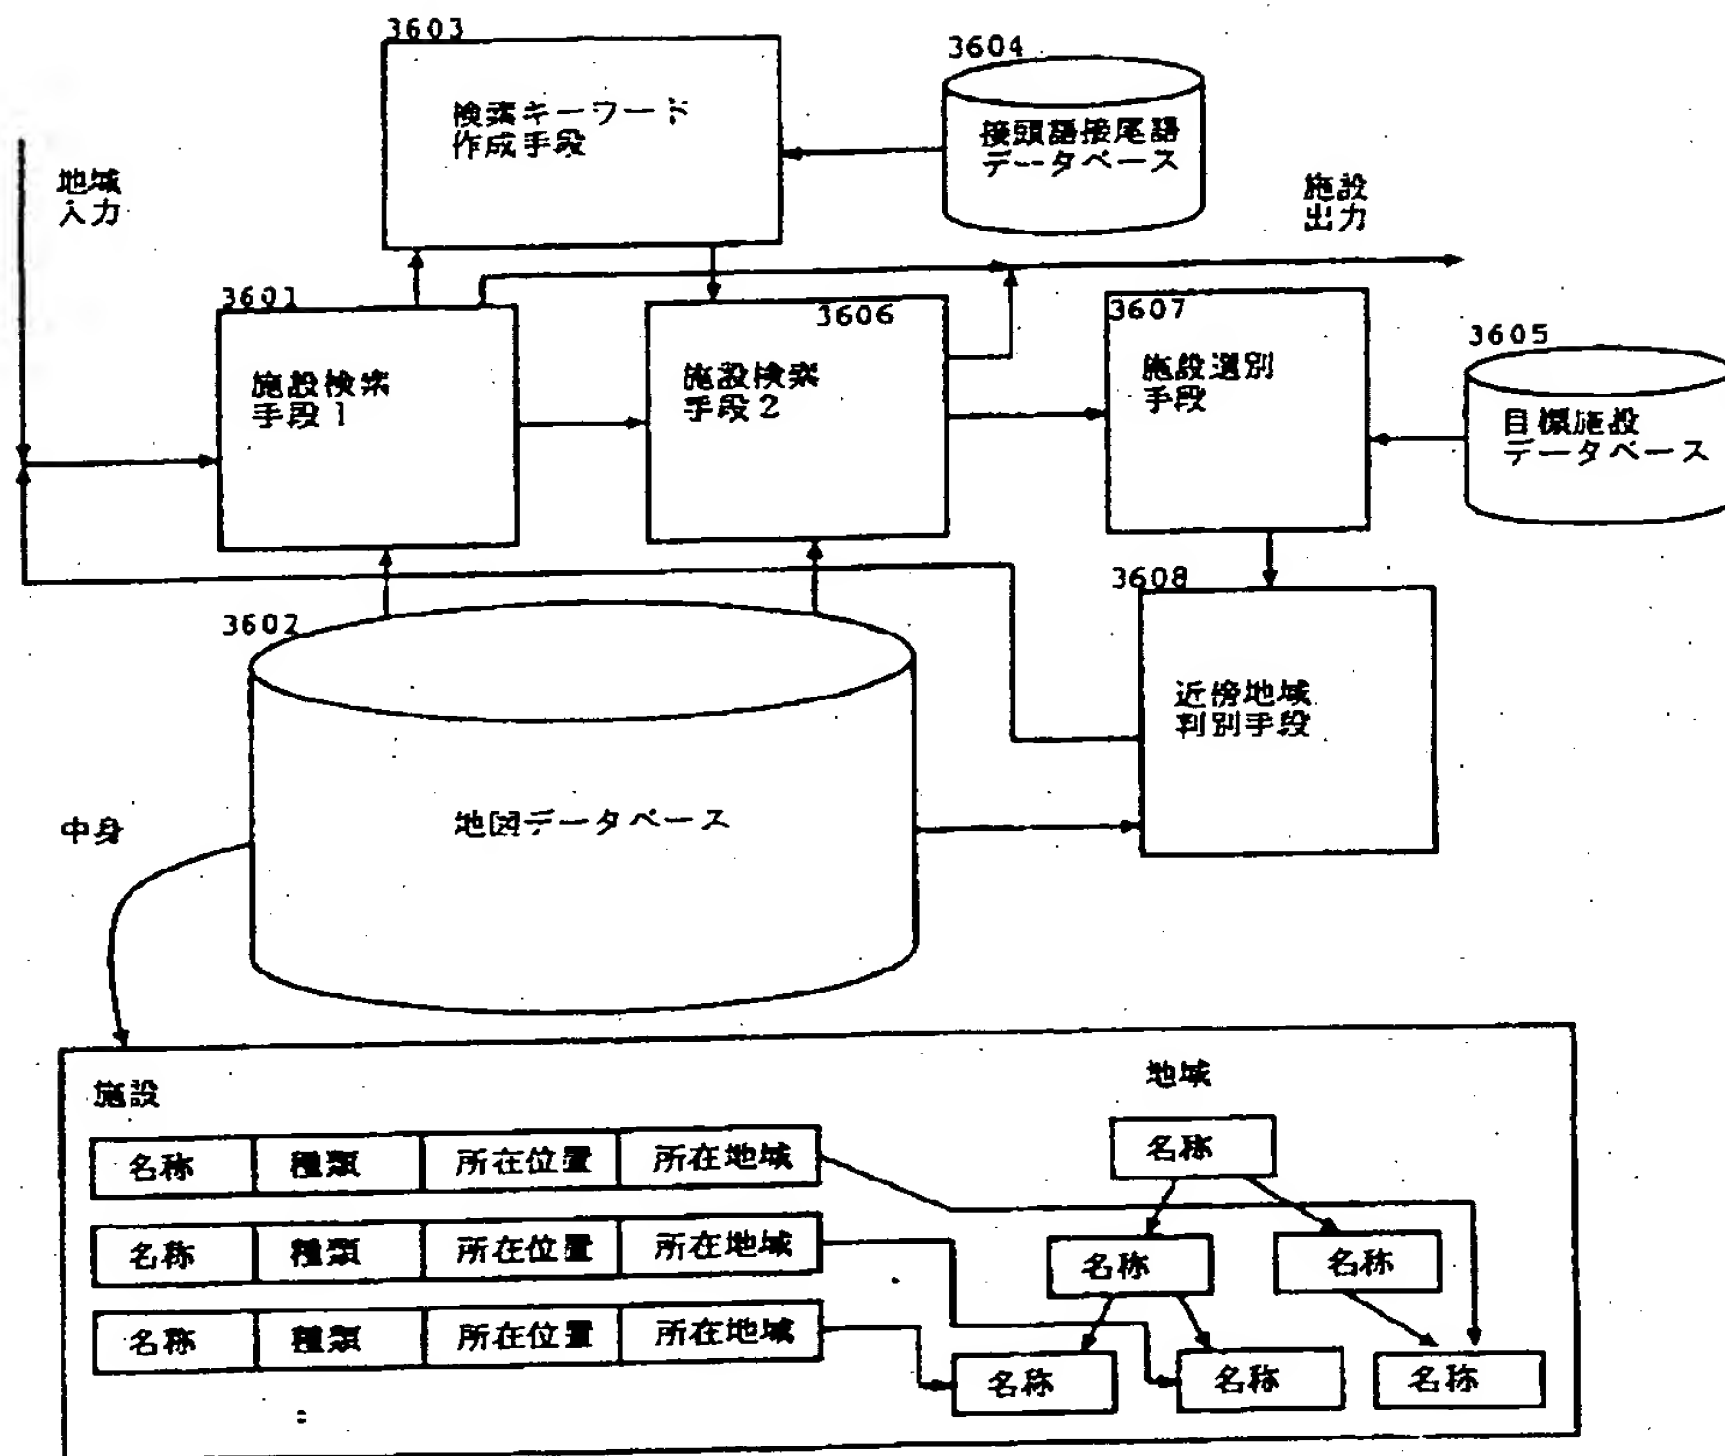 3603
検索キーワード
作成手段
3604
接頭語接尾語
データベース
地域
入力
施設
出力
3601
施設検索
手段1
3606
施設検索
手段2
3607
施設選別
手段
3605
目標施設
データベース
3602
地図データベース
3608
近傍地域
判別手段
中身
施設
地域
名称 種類 所在位置 所在地域
名称
名称 種類 所在位置 所在地域
名称 名称
名称 種類 所在位置 所在地域
名称 名称 名称